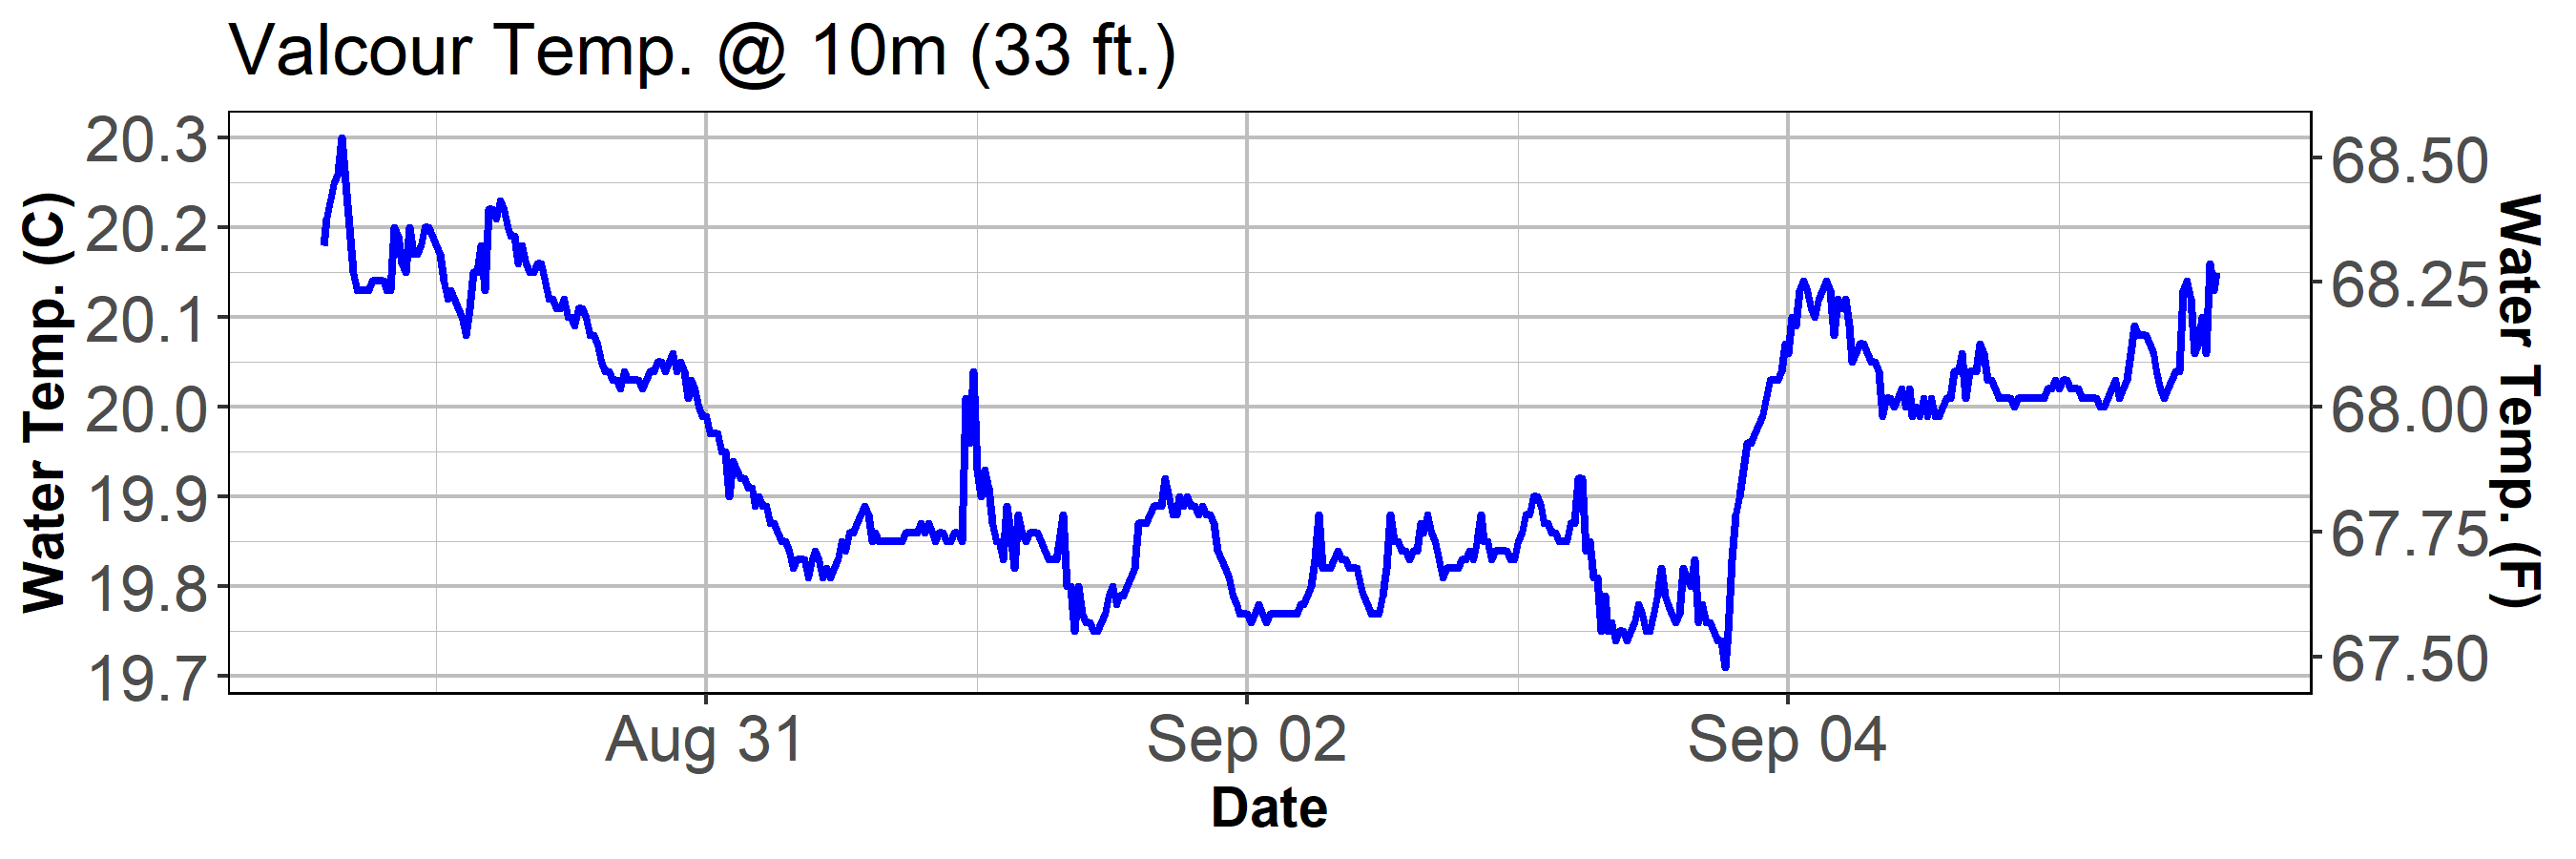 Valcour Temp. @ 10m (33 ft.)
Water Temp. (C)
20.3
20.2
20.1
20.0
19.9
19.8
19.7
68.50
68.25
68.00
67.75
67.50
Water Temp. (F)
Aug 31
Sep 02
Sep 04
Date